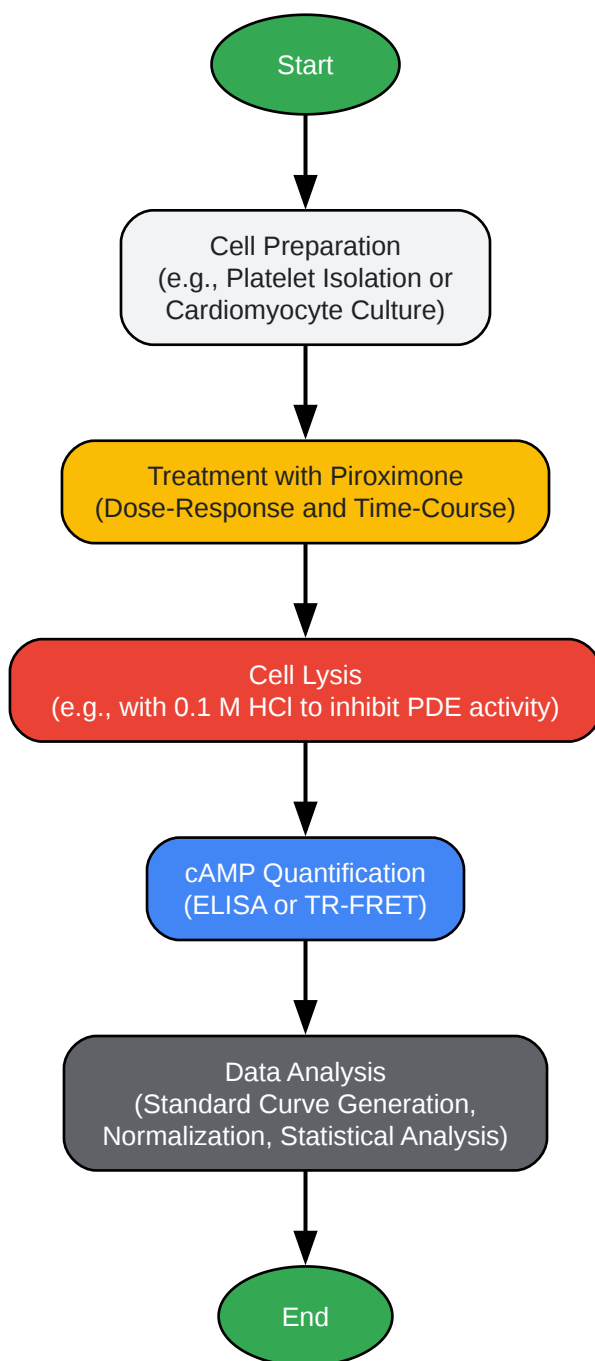 Start
Cell Preparation
(e.g., Platelet Isolation or
Cardiomyocyte Culture)
Treatment with Piroximone
(Dose-Response and Time-Course)
Cell Lysis
(e.g., with 0.1 M HCl to inhibit PDE activity)
cAMP Quantification
(ELISA or TR-FRET)
Data Analysis
(Standard Curve Generation,
Normalization, Statistical Analysis)
End